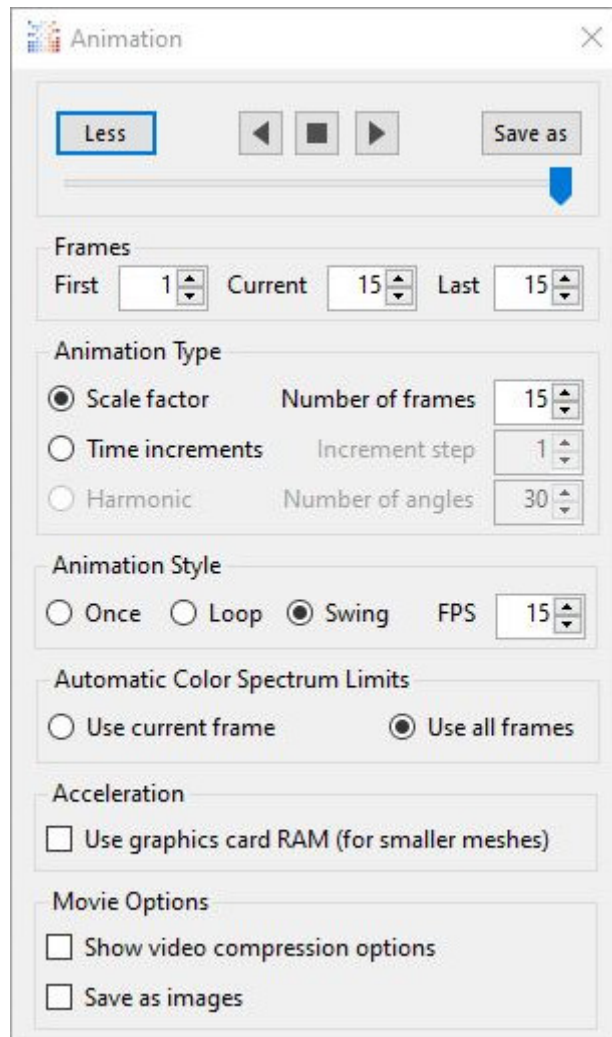 Animation
Less Save as
Frames
First 1 Current 15 Last 15
Animation Type
Scale factor Number of frames 15
Time increments Increment step 1
Harmonic Number of angles 30
Animation Style
Once Loop Swing FPS 15
Automatic Color Spectrum Limits
Use current frame Use all frames
Acceleration
Use graphics card RAM (for smaller meshes)
Movie Options
Show video compression options
Save as images